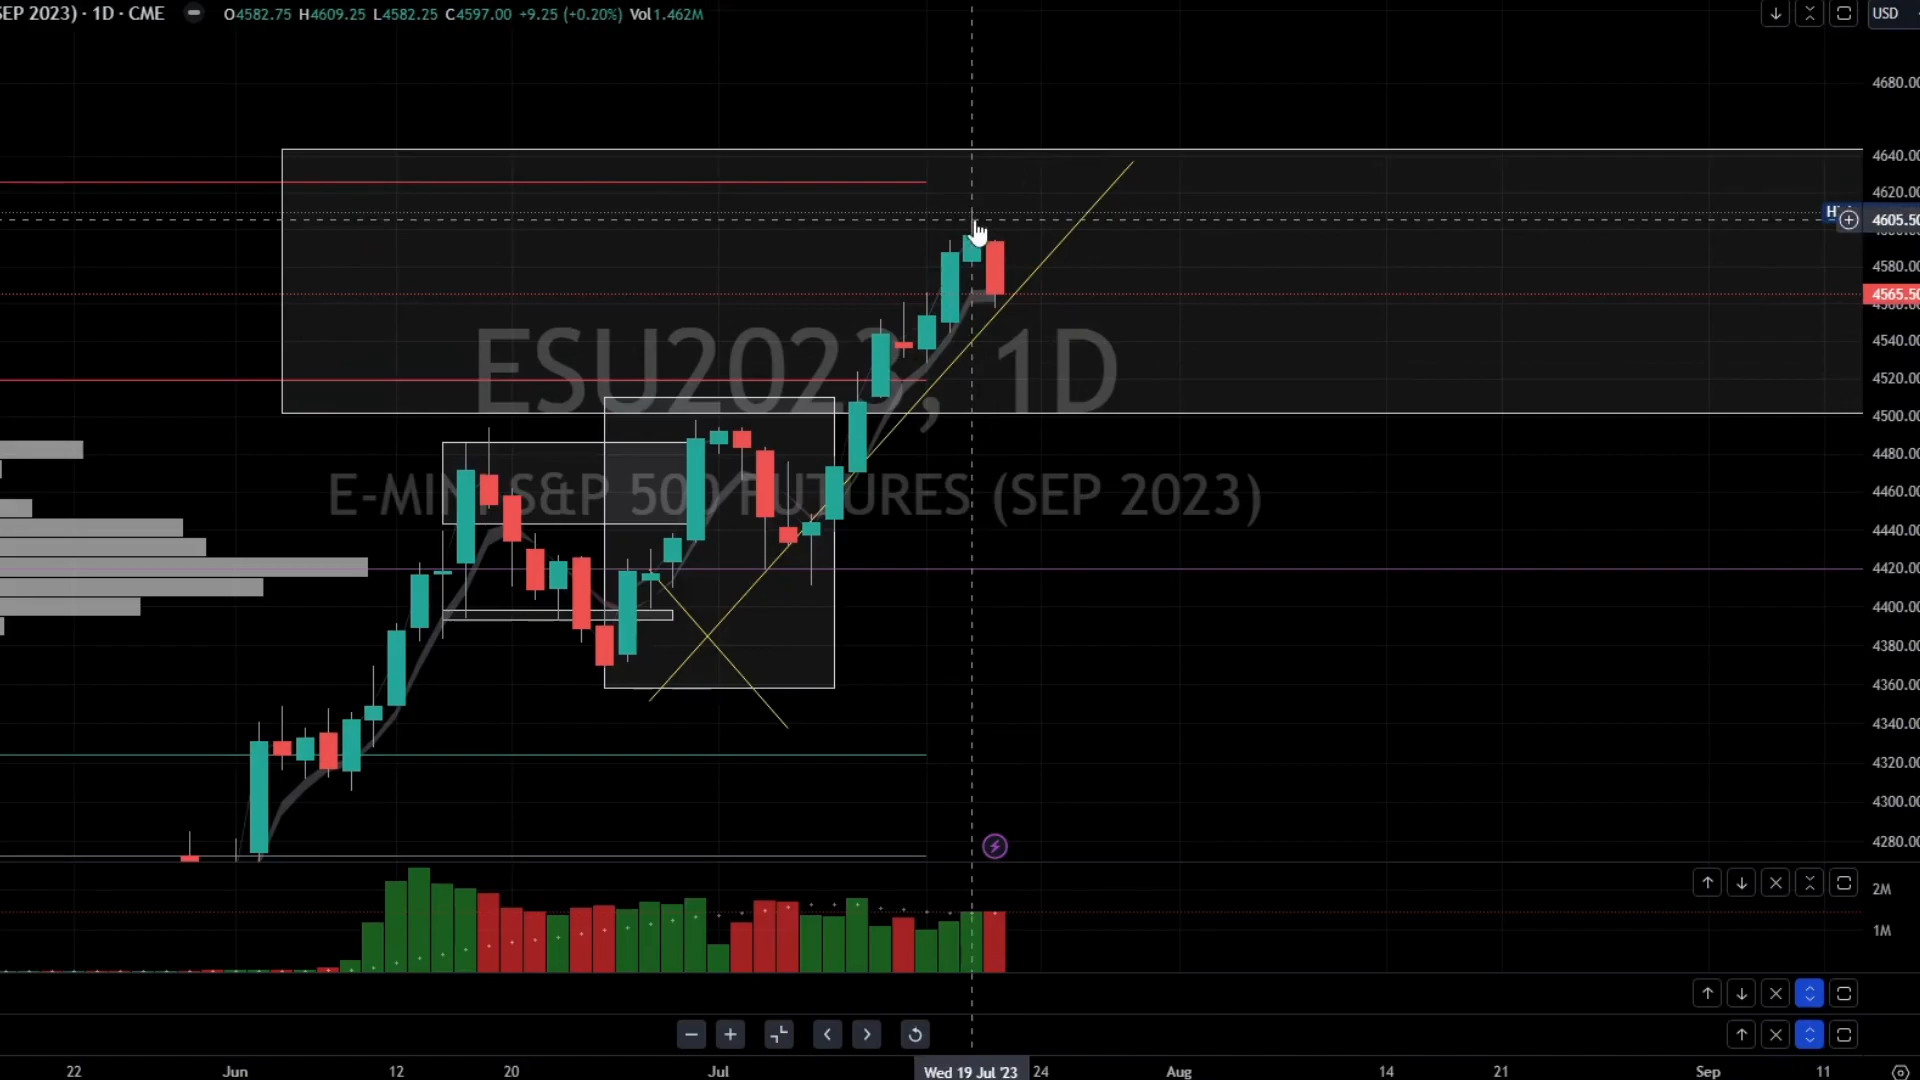 SEP 2023) · 1D · CME O4582.75 H4609.25 L4582.25 C4597.00 +9.25 (+0.20%) Vol1.462M
USD
4680.00
4640.00
4620.00
4605.50
4580.00
4565.50
4540.00
4520.00
4500.00
4480.00
4460.00
4440.00
4420.00
4400.00
4380.00
4360.00
4340.00
4320.00
4300.00
4280.00
ESU2023, 1D
E-MINI S&P 500 FUTURES (SEP 2023)
2M
1M
22 Jun 12 20 Jul Wed 19 Jul '23 24 Aug 14 21 Sep 11